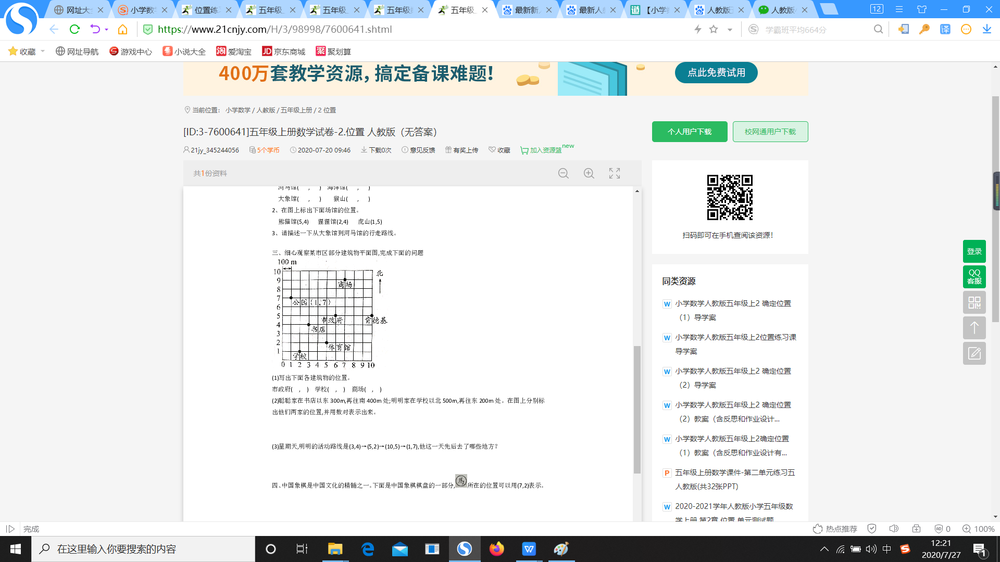 网址大
小学数
位置练
五年级
五年级
五年级数
五年级
最新新
最新人
【小学
人教版五
人教版
12
https://www.21cnjy.com/H/3/98998/7600641.shtml
学霸班平均664分
译
收藏
网址导航
游戏中心
小说大全
淘 爱淘宝
JD 京东商城
聚 聚划算
400万套教学资源，搞定备课难题！
点此免费试用
当前位置： 小学数学 / 人教版 / 五年级上册 / 2 位置
[ID:3-7600641]五年级上册数学试卷-2.位置 人教版（无答案）
个人用户下载
校网通用户下载
21jy_345244056 5个学币 2020-07-20 09:46 下载0次 意见反馈 有奖上传 收藏 加入资源篮 new
共1份资料
河马馆( , ) 海洋馆( , )
大象馆( , ) 猴山( , )
2、在图上标出下面场馆的位置。
熊猫馆(5,4) 猩猩馆(2,4) 虎山(1,5)
3、请描述一下从大象馆到河马馆的行走路线。
三、细心观察某市区部分建筑物平面图,完成下面的问题
100 m
10
北
9
商场
8
7
公园(1,7)
6
5
市政府
肯德基
4
书店
3
2
体育馆
1
学校
0 1 2 3 4 5 6 7 8 9 10
(1)写出下面各建筑物的位置。
市政府( , ) 学校( , ) 商场( , )
(2)聪聪家在书店以东300m,再往南400m处;明明家在学校以北500m,再往东200m处。在图上分别标
出他们两家的位置,并用数对表示出来。
(3)星期天,明明的活动路线是(3,4)→(5,2)→(10,5)→(1,7),他这一天先后去了哪些地方?
四、中国象棋是中国文化的精髓之一。下面是中国象棋棋盘的一部分,馬所在的位置可以用(7,2)表示。
扫码即可在手机查阅该资源！
同类资源
W 小学数学人教版五年级上2 确定位置
（1）导学案
W 小学数学人教版五年级上2位置练习课
导学案
W 小学数学人教版五年级上2 确定位置
（2）导学案
W 小学数学人教版五年级上2 确定位置
（2）教案（含反思和作业设计...
W 小学数学人教版五年级上2确定位置
（1）教案（含反思和作业设计有...
P 五年级上册数学课件-第二单元练习五
人教版(共32张PPT)
W 2020-2021学年人教版小学五年级数
学上册 第2章 位置 单元测试题
登录
QQ
客服
完成
热点推荐
0
100%
在这里输入你要搜索的内容
中
12:21
2020/7/27
1